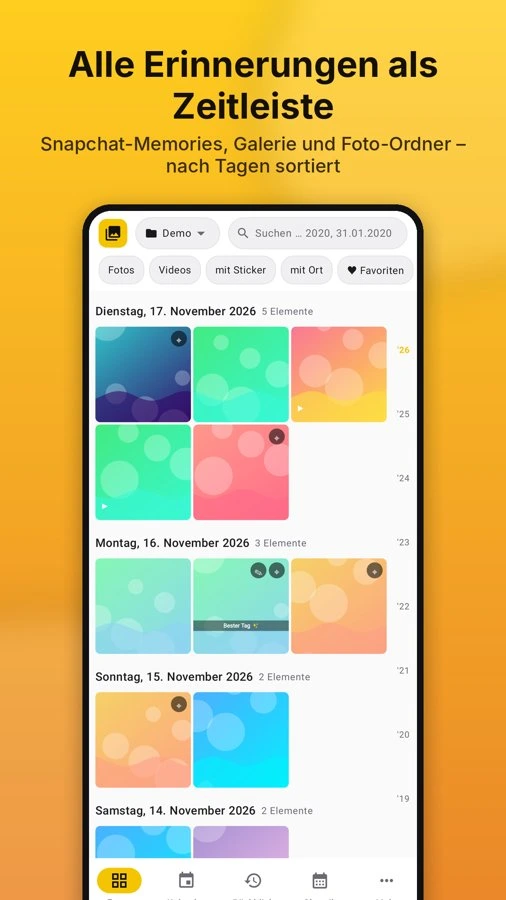 Alle Erinnerungen als
Zeitleiste
Snapchat-Memories, Galerie und Foto-Ordner –
nach Tagen sortiert
Demo
Suchen … 2020, 31.01.2020
Fotos
Videos
mit Sticker
mit Ort
Favoriten
Dienstag, 17. November 2026 5 Elemente
'26
'25
'24
Montag, 16. November 2026 3 Elemente
'23
Bester Tag ✨
'22
Sonntag, 15. November 2026 2 Elemente
'21
'20
'19
Samstag, 14. November 2026 2 Elemente